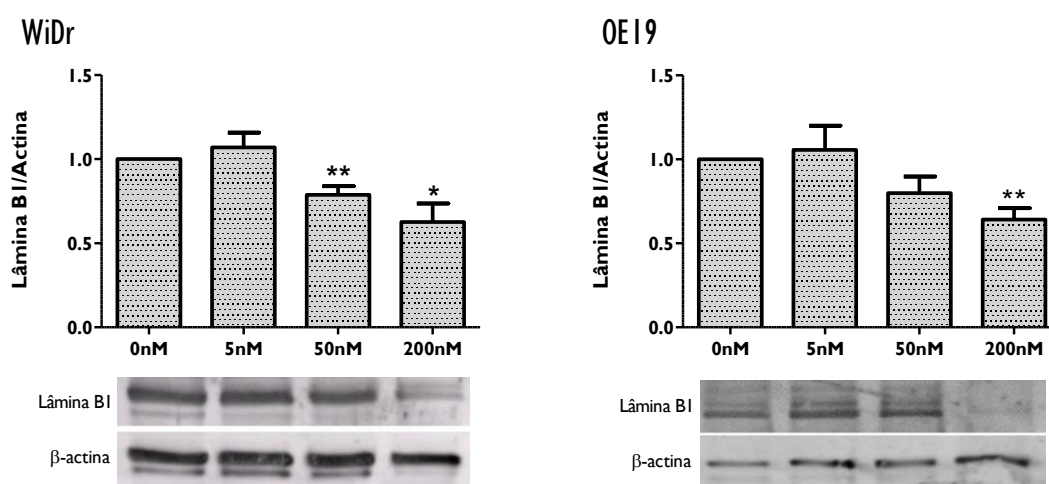 WiDr
Lâmina B1/Actina
1.5
1.0
0.5
0.0
**
*
0nM 5nM 50nM 200nM
Lâmina B1
β-actina
OE19
Lâmina B1/Actina
1.5
1.0
0.5
0.0
**
0nM 5nM 50nM 200nM
Lâmina B1
β-actina